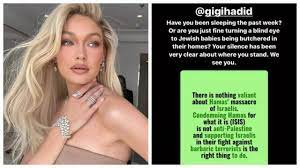 @gigihadid
Have you been sleeping the past week?
Or are you just fine turning a blind eye
to Jewish babies being butchered in
their homes? Your silence has been
very clear about where you stand. We
see you.
There is nothing
valiant
about Hamas' massacre
of Israelis.
Condemning Hamas for
what it is (ISIS)
is not anti-Palestine
and supporting Israelis
in their fight against
barbaric terrorists is the
right thing to do.